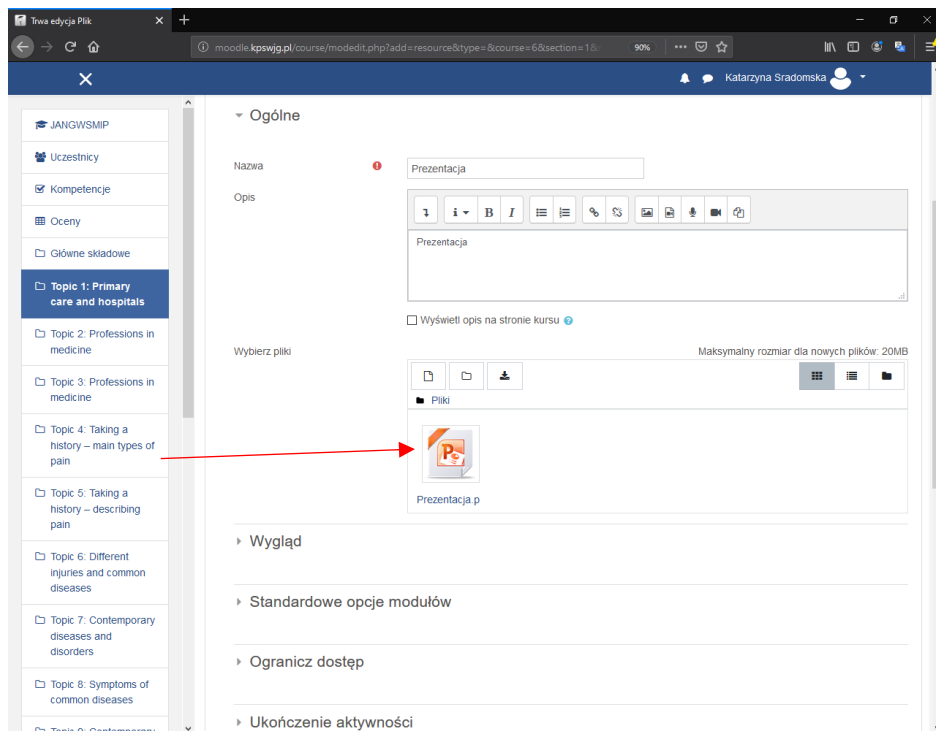 Trwa edycja Plik
moodle.kpswjg.pl/course/modedit.php?add=resource&type=&course=6&section=1&
90%
Katarzyna Sradomska
JANGWSMIP
Uczestnicy
Kompetencje
Oceny
Główne składowe
Topic 1: Primary
care and hospitals
Topic 2: Professions in
medicine
Topic 3: Professions in
medicine
Topic 4: Taking a
history – main types of
pain
Topic 5: Taking a
history – describing
pain
Topic 6: Different
injuries and common
diseases
Topic 7: Contemporary
diseases and
disorders
Topic 8: Symptoms of
common diseases
Topic 9: Contemporary
Ogólne
Nazwa
Prezentacja
Opis
Prezentacja
Wyświetl opis na stronie kursu
Wybierz pliki
Maksymalny rozmiar dla nowych plików: 20MB
Pliki
Prezentacja.p
Wygląd
Standardowe opcje modułów
Ogranicz dostęp
Ukończenie aktywności